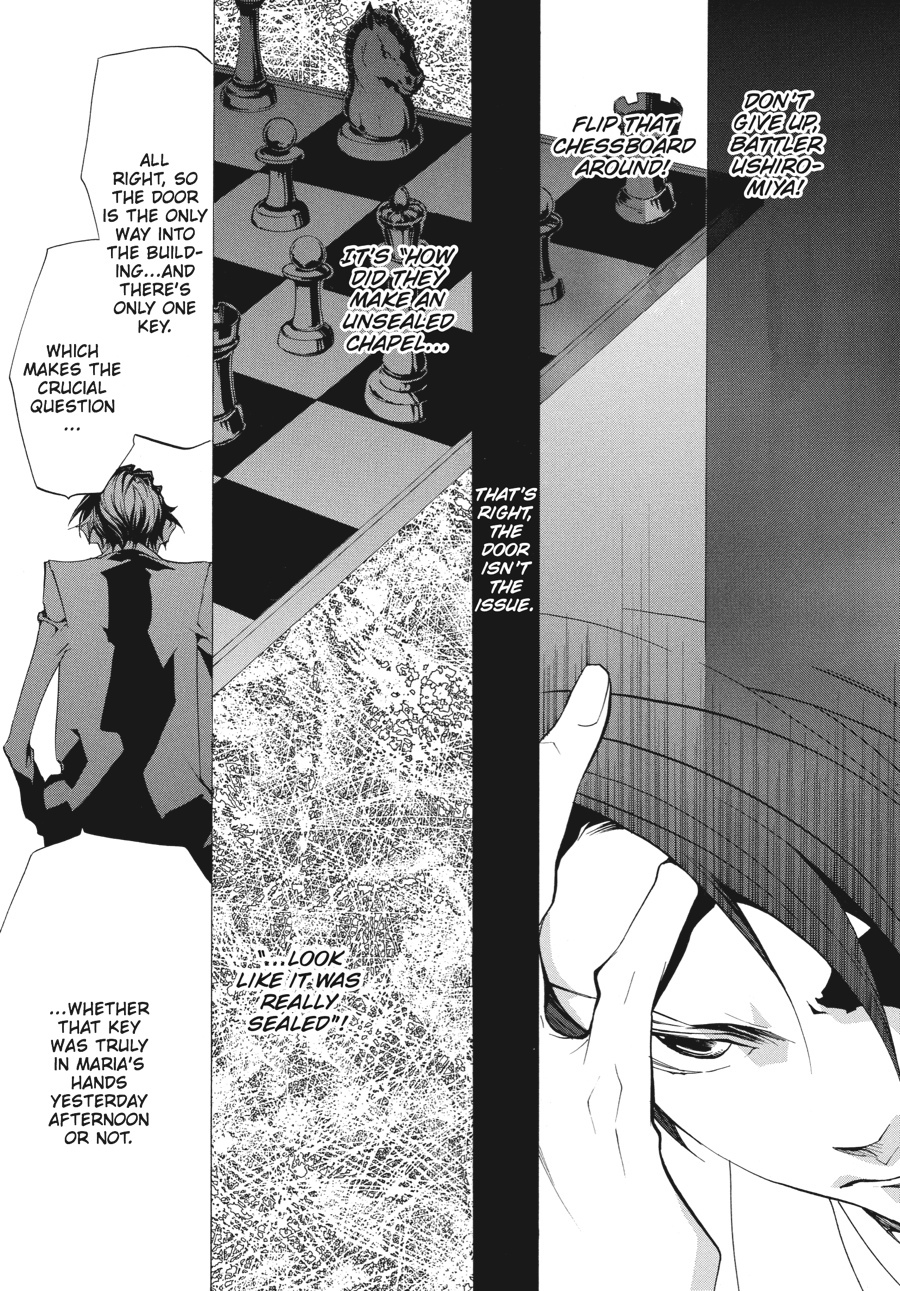 DON'T
GIVE UP,
BATTLER
USHIRO-
MIYA!
FLIP THAT
CHESSBOARD
AROUND!
THAT'S
RIGHT,
THE
DOOR
ISN'T
THE
ISSUE.
IT'S "HOW
DID THEY
MAKE AN
UNSEALED
CHAPEL...
"...LOOK
LIKE IT WAS
REALLY
SEALED"!
ALL
RIGHT, SO
THE DOOR
IS THE ONLY
WAY INTO
THE BUILD-
ING...AND
THERE'S
ONLY ONE
KEY.
WHICH
MAKES THE
CRUCIAL
QUESTION
...
...WHETHER
THAT KEY
WAS TRULY
IN MARIA'S
HANDS
YESTERDAY
AFTERNOON
OR NOT.